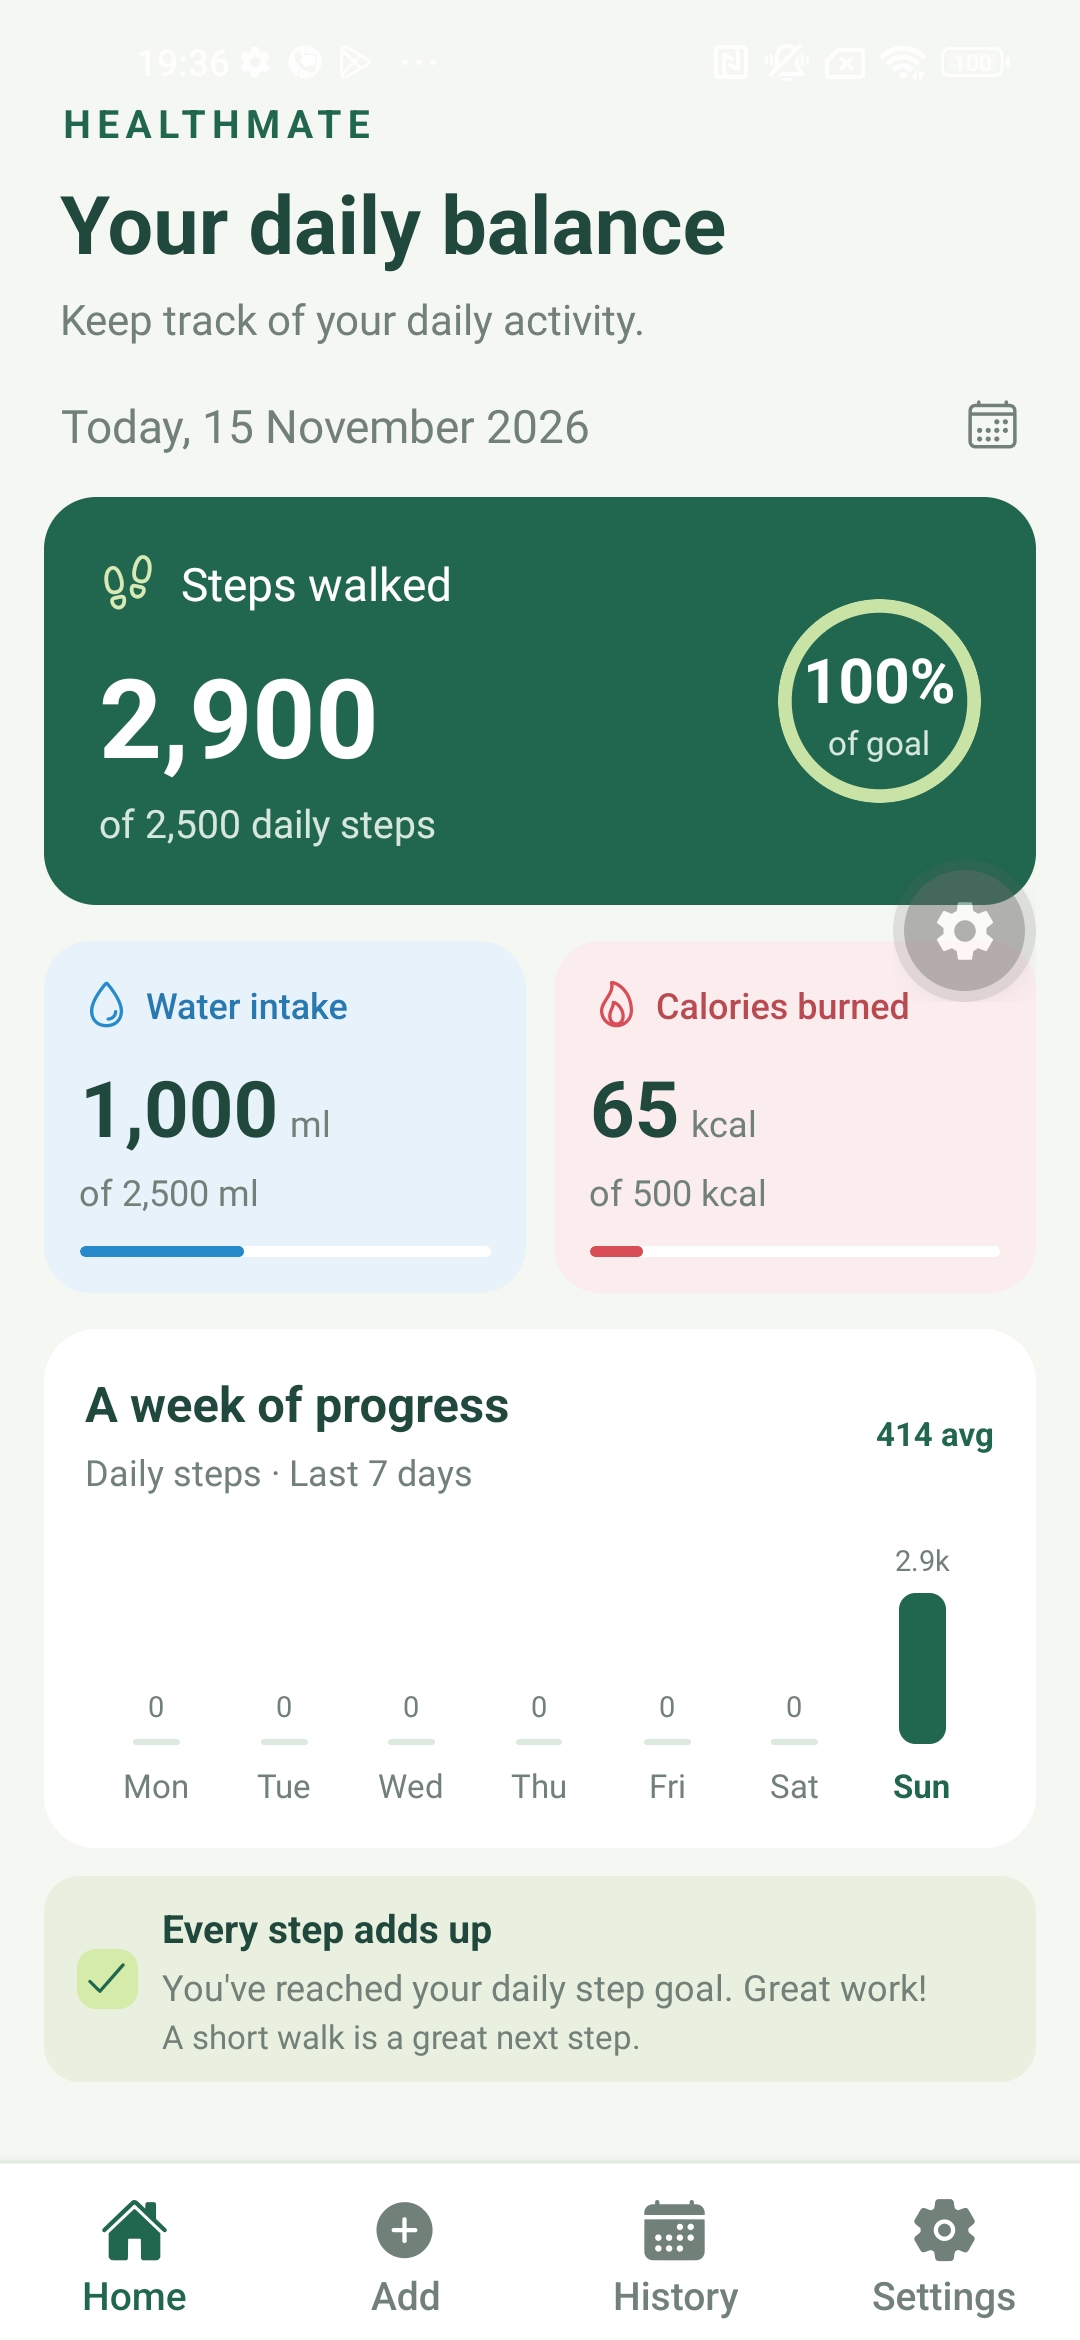 19:36
100
HEALTHMATE
Your daily balance
Keep track of your daily activity.
Today, 15 November 2026
Steps walked
2,900
of 2,500 daily steps
100%
of goal
Water intake
1,000 ml
of 2,500 ml
Calories burned
65 kcal
of 500 kcal
A week of progress
Daily steps · Last 7 days
414 avg
0 0 0 0 0 0 2.9k
Mon Tue Wed Thu Fri Sat Sun
Every step adds up
You've reached your daily step goal. Great work!
A short walk is a great next step.
Home Add History Settings